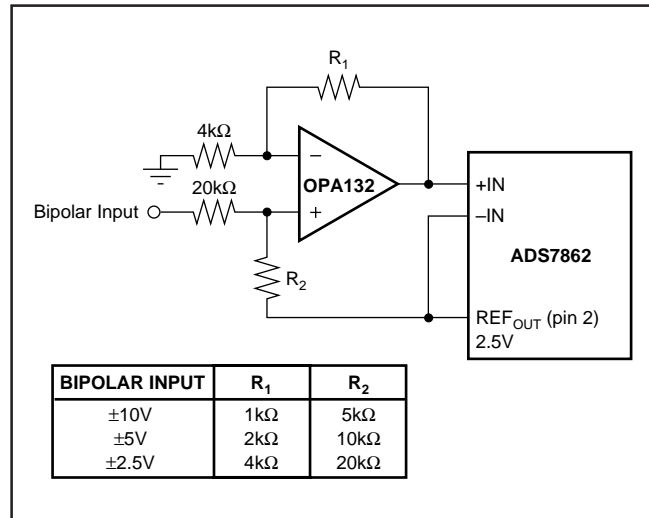 R₁
4kΩ
–
OPA132
20kΩ
Bipolar Input
+
R₂
+IN
–IN
ADS7862
REF_OUT (pin 2)
2.5V
BIPOLAR INPUT R₁ R₂
±10V 1kΩ 5kΩ
±5V 2kΩ 10kΩ
±2.5V 4kΩ 20kΩ